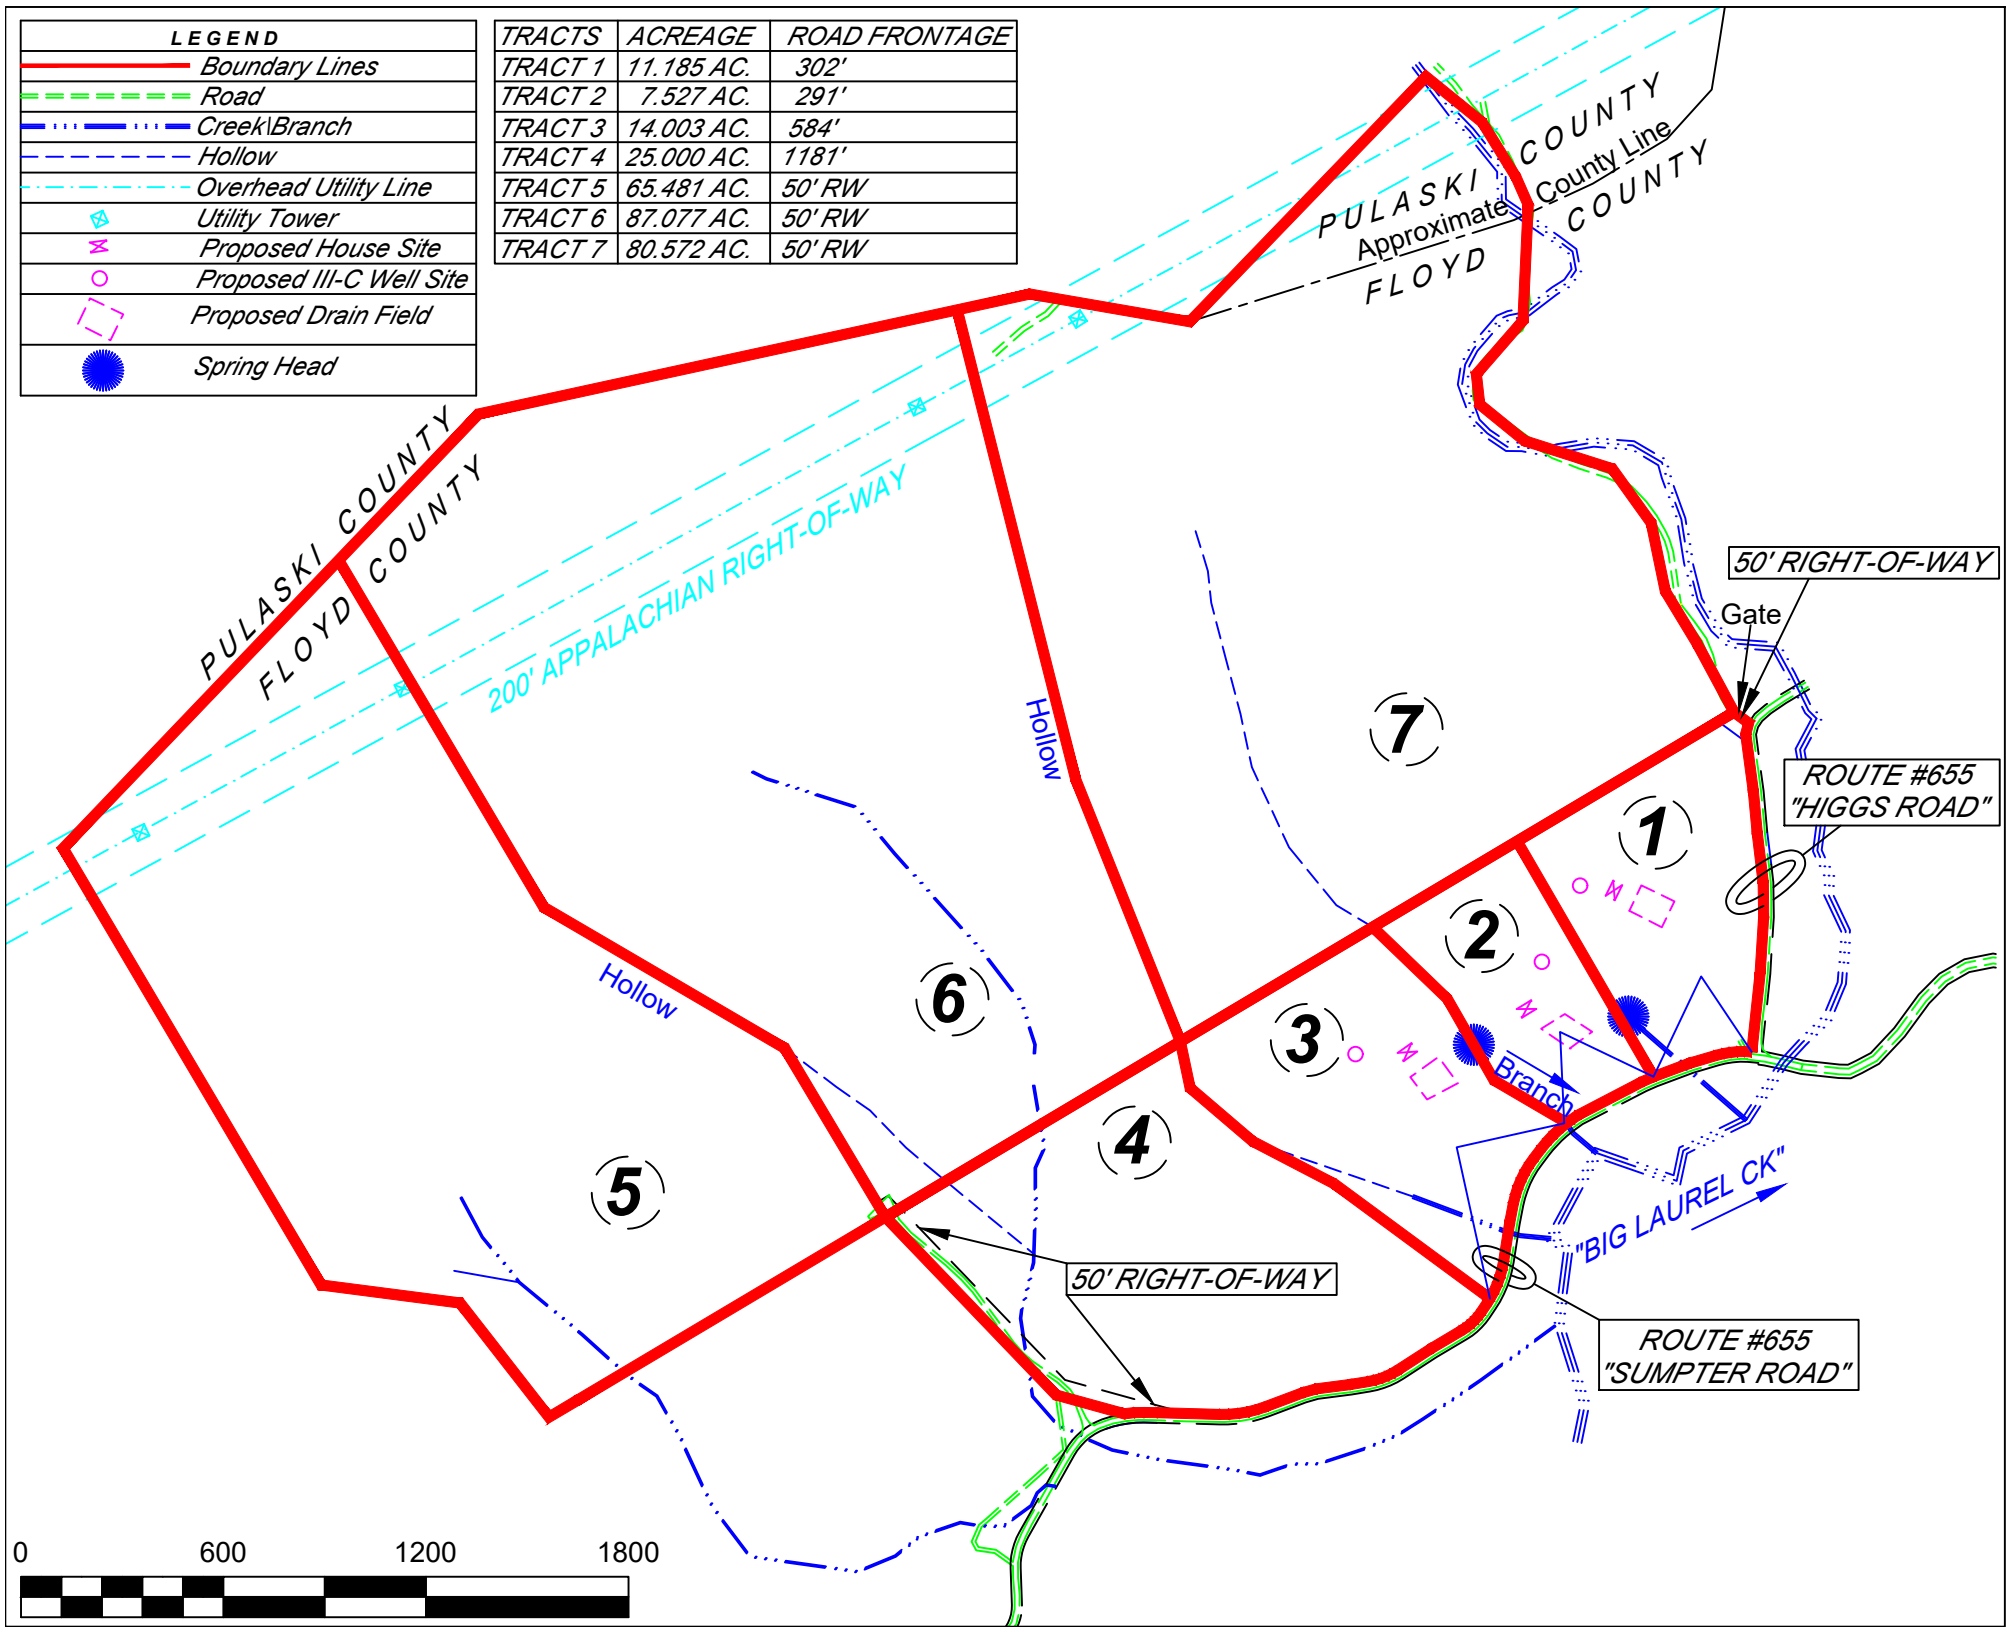 LEGEND
Boundary Lines
Road
Creek\Branch
Hollow
Overhead Utility Line
Utility Tower
Proposed House Site
Proposed III-C Well Site
Proposed Drain Field
Spring Head
TRACTS ACREAGE ROAD FRONTAGE
TRACT 1 11.185 AC. 302'
TRACT 2 7.527 AC. 291'
TRACT 3 14.003 AC. 584'
TRACT 4 25.000 AC. 1181'
TRACT 5 65.481 AC. 50' RW
TRACT 6 87.077 AC. 50' RW
TRACT 7 80.572 AC. 50' RW
PULASKI COUNTY
Approximate County Line
FLOYD COUNTY
PULASKI COUNTY
FLOYD COUNTY
200' APPALACHIAN RIGHT-OF-WAY
50' RIGHT-OF-WAY
Gate
Hollow
7
ROUTE #655
"HIGGS ROAD"
1
2
Hollow
6
3
Branch
4
5
"BIG LAUREL CK"
50' RIGHT-OF-WAY
ROUTE #655
"SUMPTER ROAD"
0 600 1200 1800